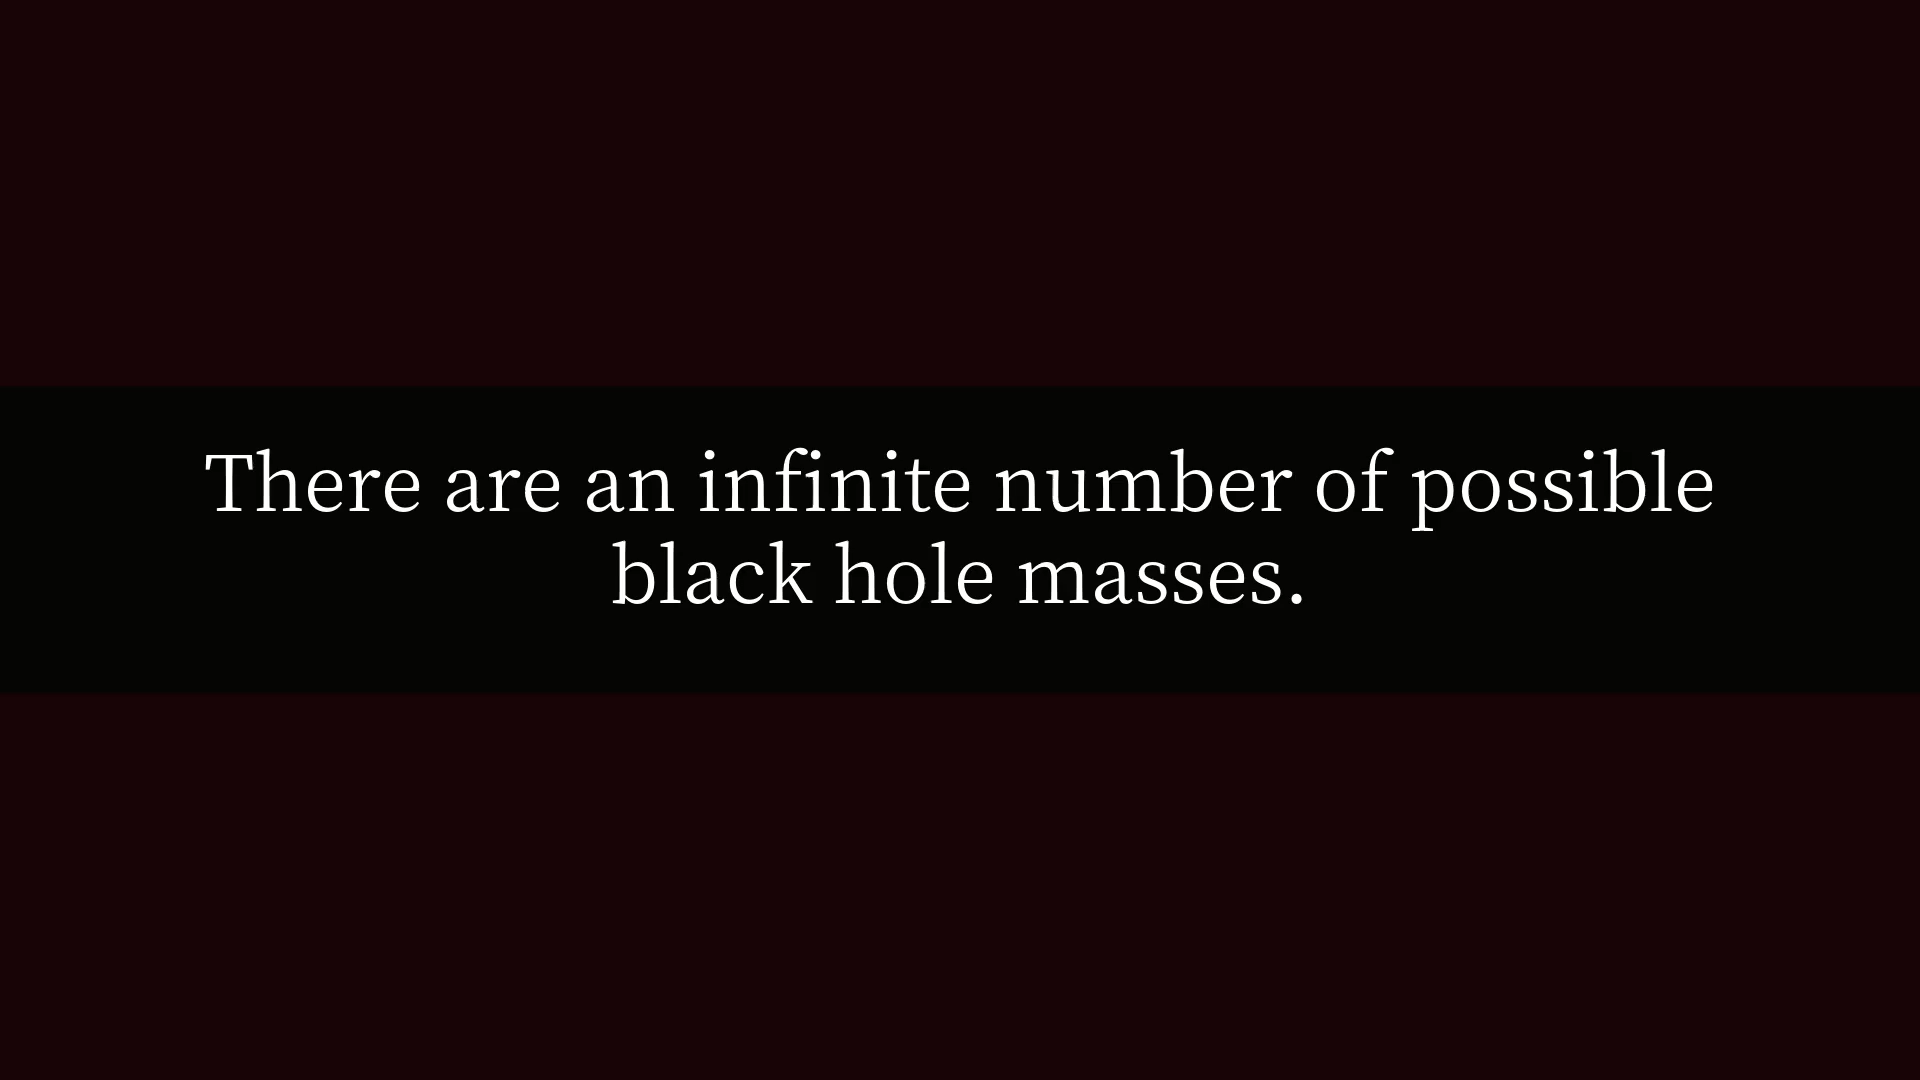 There are an infinite number of possible
black hole masses.